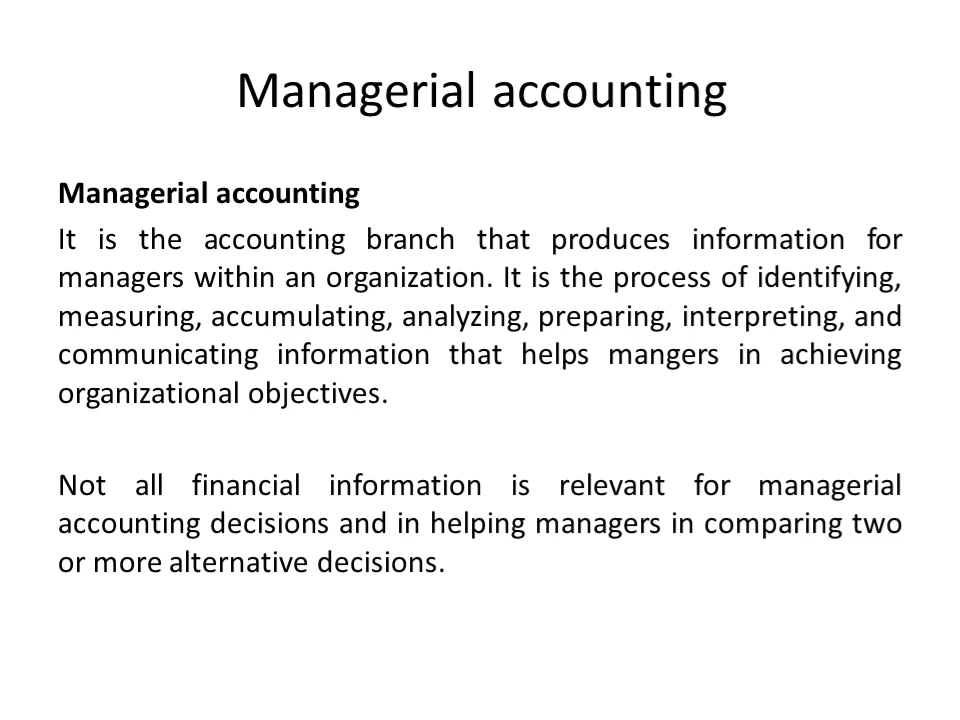 Managerial accounting
Managerial accounting
It is the accounting branch that produces information for
managers within an organization. It is the process of identifying,
measuring, accumulating, analyzing, preparing, interpreting, and
communicating information that helps mangers in achieving
organizational objectives.
Not all financial information is relevant for managerial
accounting decisions and in helping managers in comparing two
or more alternative decisions.